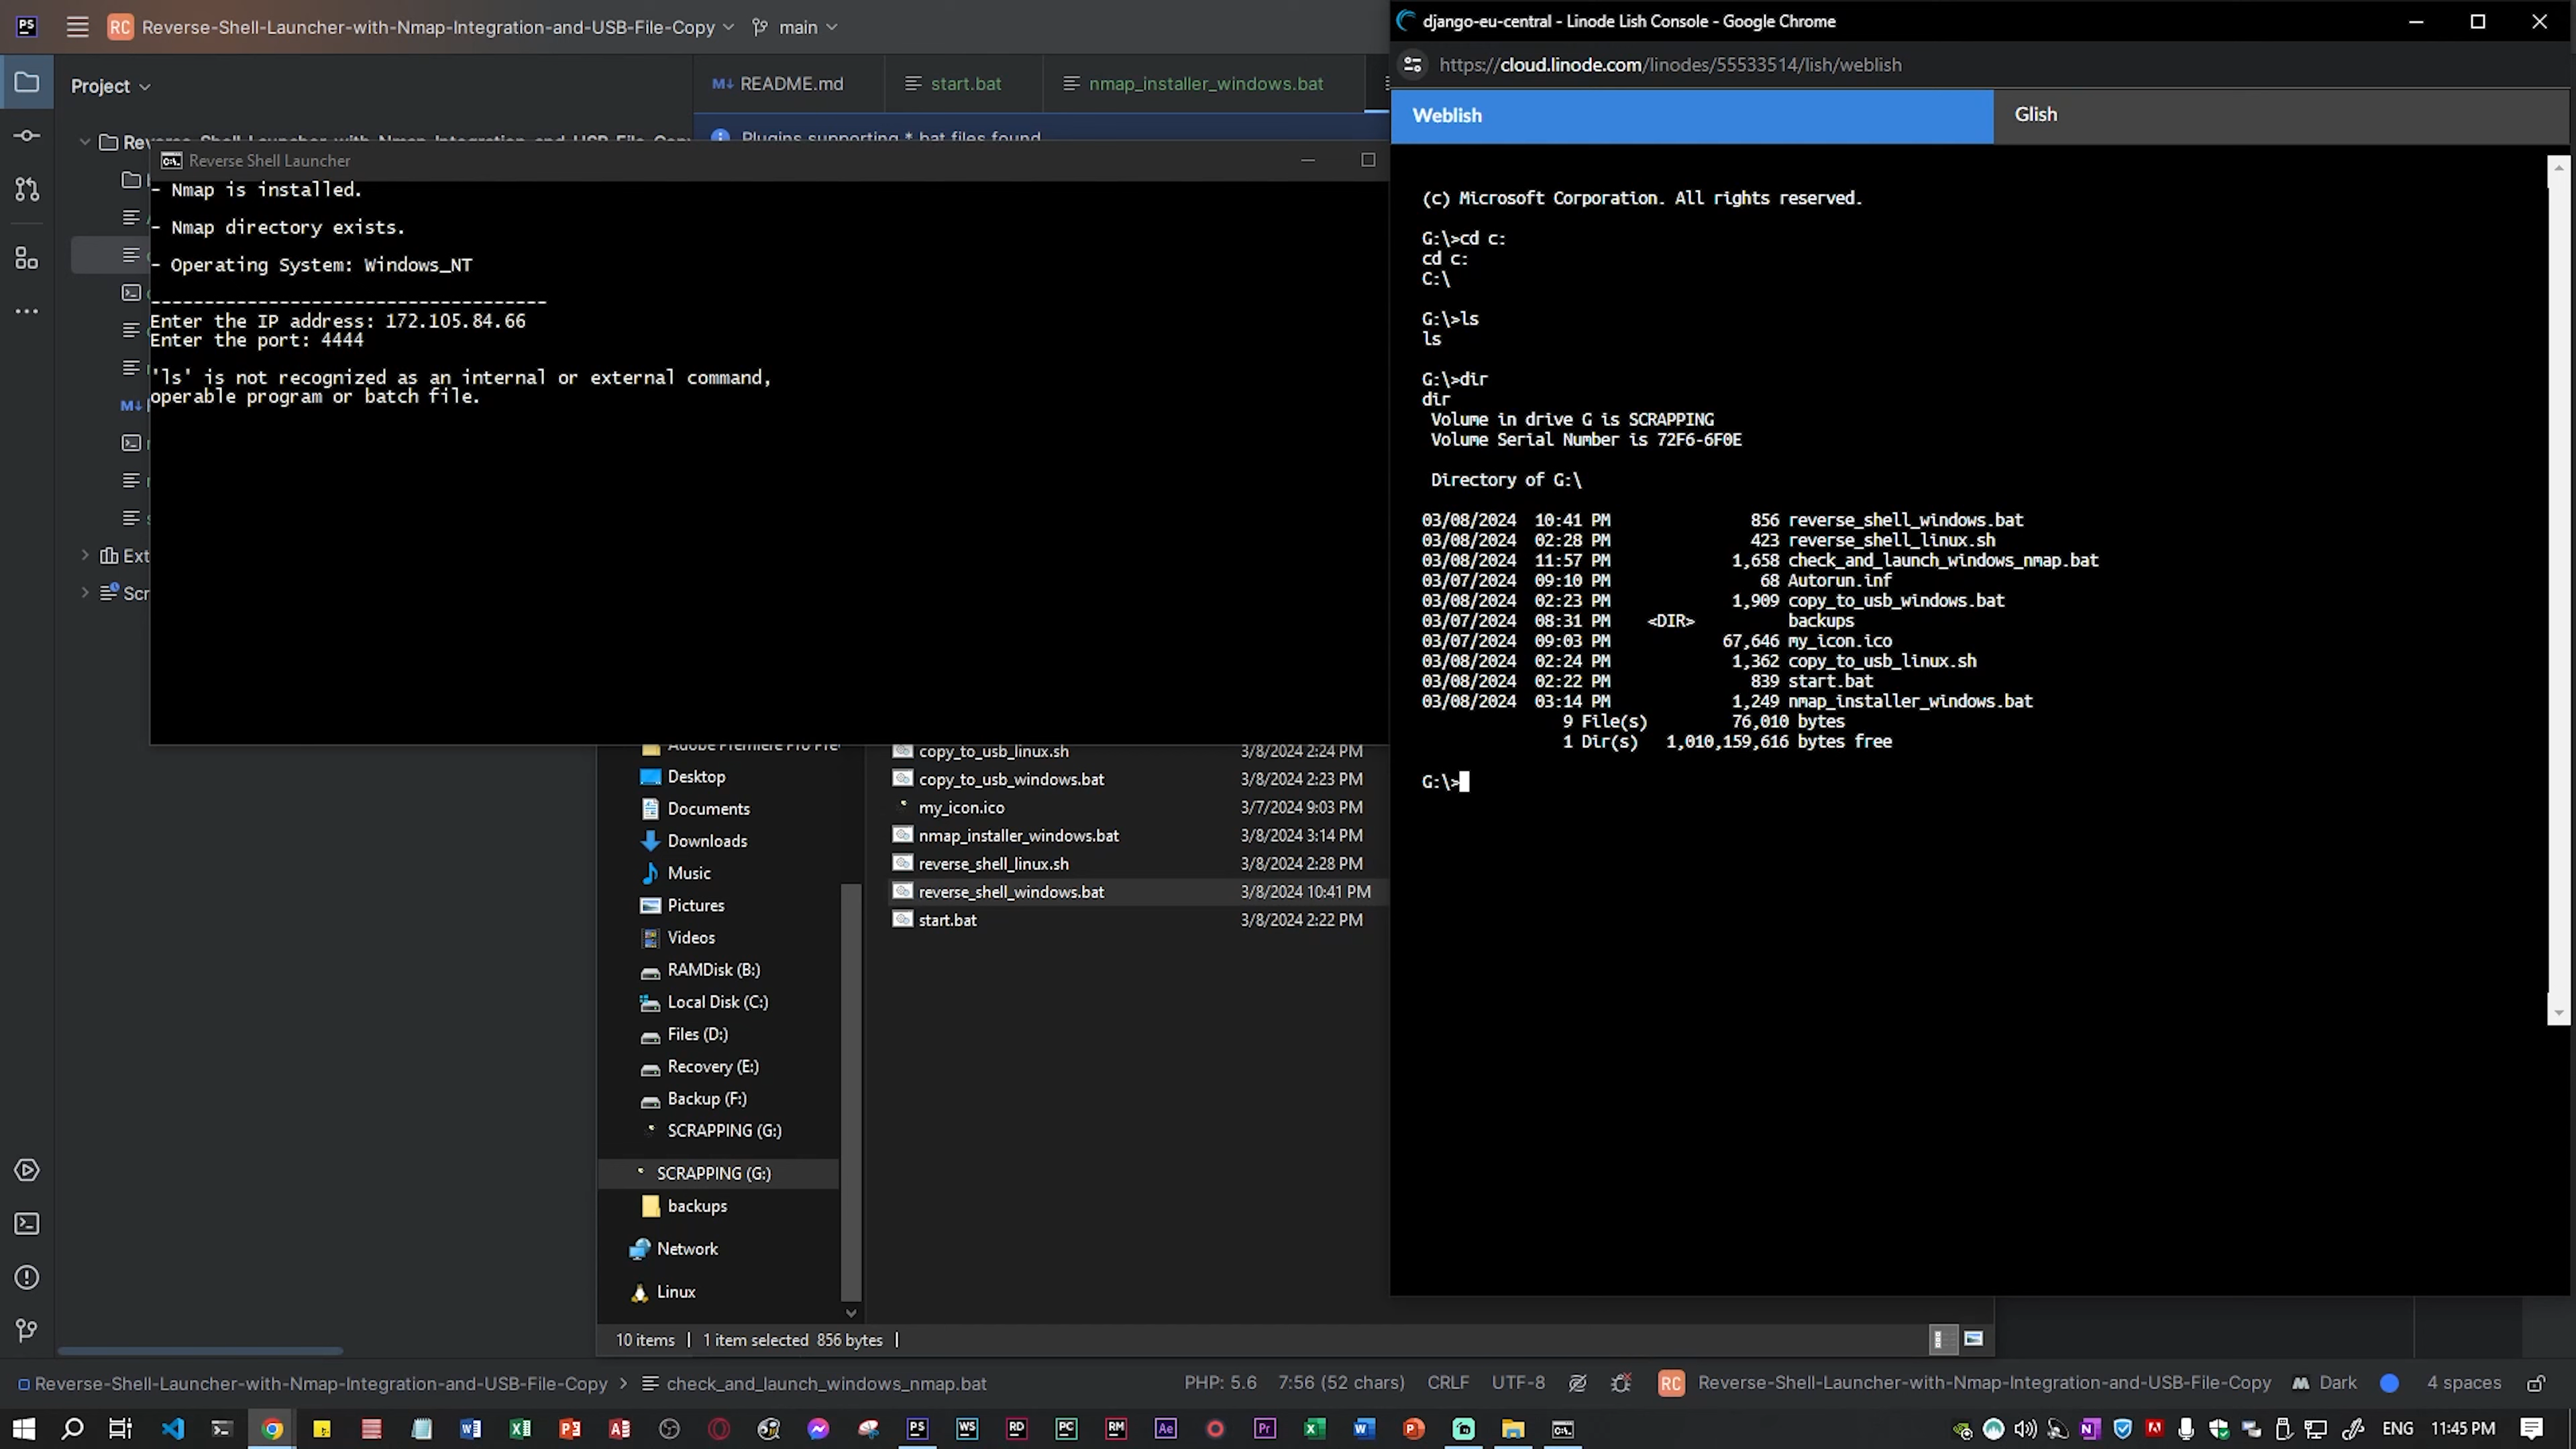 PS
RC Reverse-Shell-Launcher-with-Nmap-Integration-and-USB-File-Copy
main
Project
README.md
start.bat
nmap_installer_windows.bat
Plugins supporting *.bat files found
Reverse Shell Launcher
- Nmap is installed.
- Nmap directory exists.
- Operating System: Windows_NT
-------------------------------------
Enter the IP address: 172.105.84.66
Enter the port: 4444
'ls' is not recognized as an internal or external command,
operable program or batch file.
Ext
Scr
copy_to_usb_linux.sh 3/8/2024 2:24 PM
Desktop
copy_to_usb_windows.bat 3/8/2024 2:23 PM
Documents
my_icon.ico 3/7/2024 9:03 PM
Downloads
nmap_installer_windows.bat 3/8/2024 3:14 PM
Music
reverse_shell_linux.sh 3/8/2024 2:28 PM
Pictures
reverse_shell_windows.bat 3/8/2024 10:41 PM
Videos
start.bat 3/8/2024 2:22 PM
RAMDisk (B:)
Local Disk (C:)
Files (D:)
Recovery (E:)
Backup (F:)
SCRAPPING (G:)
SCRAPPING (G:)
backups
Network
Linux
10 items | 1 item selected 856 bytes |
django-eu-central - Linode Lish Console - Google Chrome
https://cloud.linode.com/linodes/55533514/lish/weblish
Weblish
Glish
(c) Microsoft Corporation. All rights reserved.
G:\>cd c:
cd c:
C:\
G:\>ls
ls
G:\>dir
dir
Volume in drive G is SCRAPPING
Volume Serial Number is 72F6-6F0E
Directory of G:\
03/08/2024 10:41 PM 856 reverse_shell_windows.bat
03/08/2024 02:28 PM 423 reverse_shell_linux.sh
03/08/2024 11:57 PM 1,658 check_and_launch_windows_nmap.bat
03/07/2024 09:10 PM 68 Autorun.inf
03/08/2024 02:23 PM 1,909 copy_to_usb_windows.bat
03/07/2024 08:31 PM <DIR> backups
03/07/2024 09:03 PM 67,646 my_icon.ico
03/08/2024 02:24 PM 1,362 copy_to_usb_linux.sh
03/08/2024 02:22 PM 839 start.bat
03/08/2024 03:14 PM 1,249 nmap_installer_windows.bat
9 File(s) 76,010 bytes
1 Dir(s) 1,010,159,616 bytes free
G:\>
Reverse-Shell-Launcher-with-Nmap-Integration-and-USB-File-Copy > check_and_launch_windows_nmap.bat
PHP: 5.6 7:56 (52 chars) CRLF UTF-8 RC Reverse-Shell-Launcher-with-Nmap-Integration-and-USB-File-Copy Dark 4 spaces
PS WS RD PC RM Ae Pr
ENG 11:45 PM